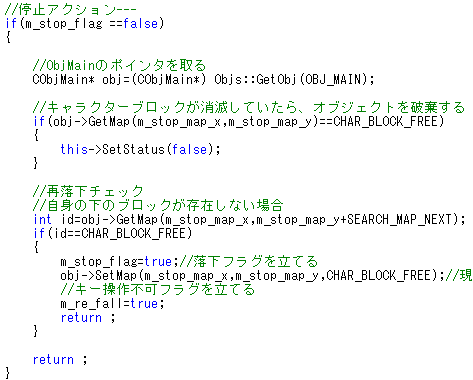 //停止アクション---
if(m_stop_flag ==false)
{
//ObjMainのポインタを取る
CObjMain* obj=(CObjMain*) Objs::GetObj(OBJ_MAIN);
//キャラクターブロックが消滅していたら、オブジェクトを破棄する
if(obj->GetMap(m_stop_map_x,m_stop_map_y)==CHAR_BLOCK_FREE)
{
this->SetStatus(false);
}
//再落下チェック
//自身の下のブロックが存在しない場合
int id=obj->GetMap(m_stop_map_x,m_stop_map_y+SEARCH_MAP_NEXT);
if(id==CHAR_BLOCK_FREE)
{
m_stop_flag=true;//落下フラグを立てる
obj->SetMap(m_stop_map_x,m_stop_map_y,CHAR_BLOCK_FREE);//現
//キー操作不可フラグを立てる
m_re_fall=true;
return ;
}
return ;
}